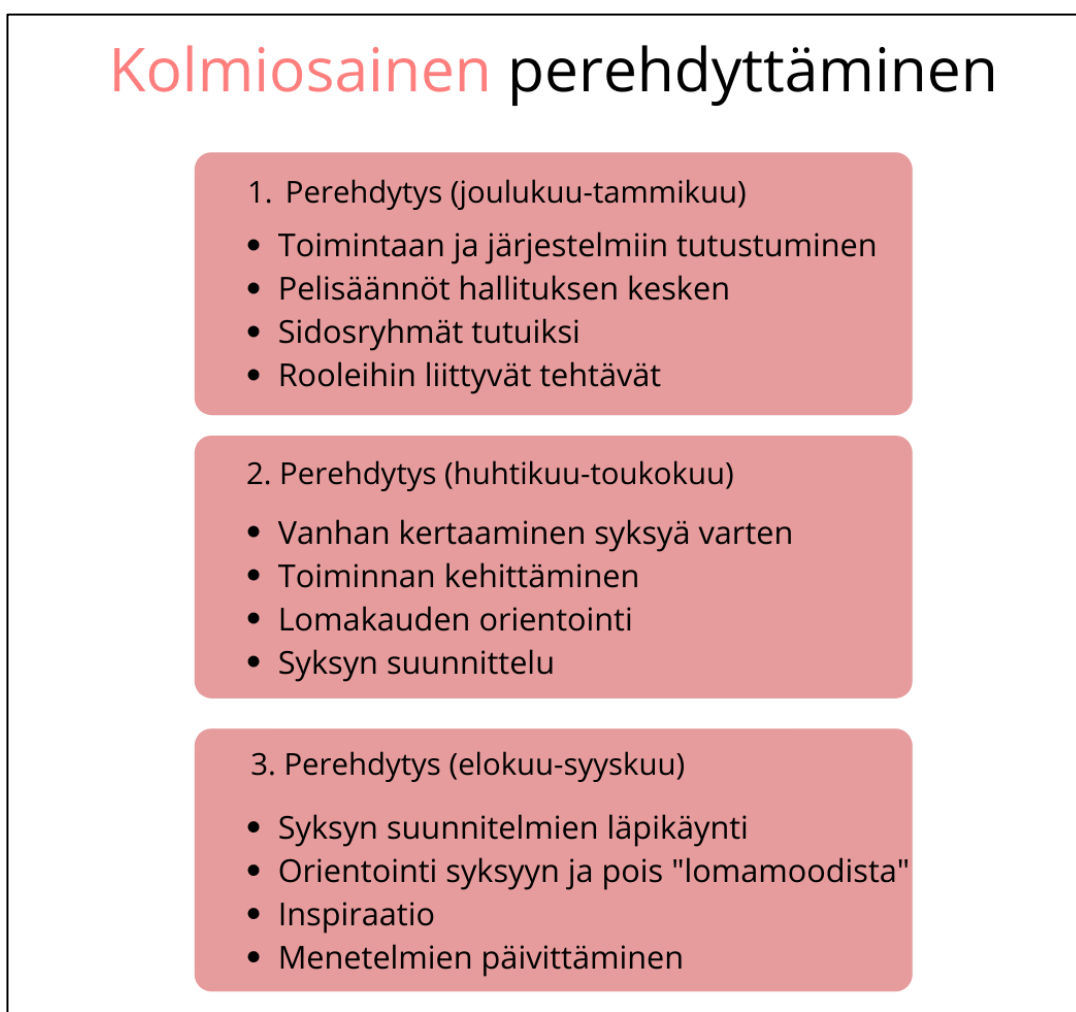 Kolmiosainen perehdyttäminen
1. Perehdytys (joulukuu-tammikuu)
• Toimintaan ja järjestelmiin tutustuminen
• Pelisäännöt hallituksen kesken
• Sidosryhmät tutuiksi
• Rooleihin liittyvät tehtävät
2. Perehdytys (huhtikuu-toukokuu)
• Vanhan kertaaminen syksyä varten
• Toiminnan kehittäminen
• Lomakauden orientointi
• Syksyn suunnittelu
3. Perehdytys (elokuu-syyskuu)
• Syksyn suunnitelmien läpikäynti
• Orientointi syksyyn ja pois "lomamoodista"
• Inspiraatio
• Menetelmien päivittäminen